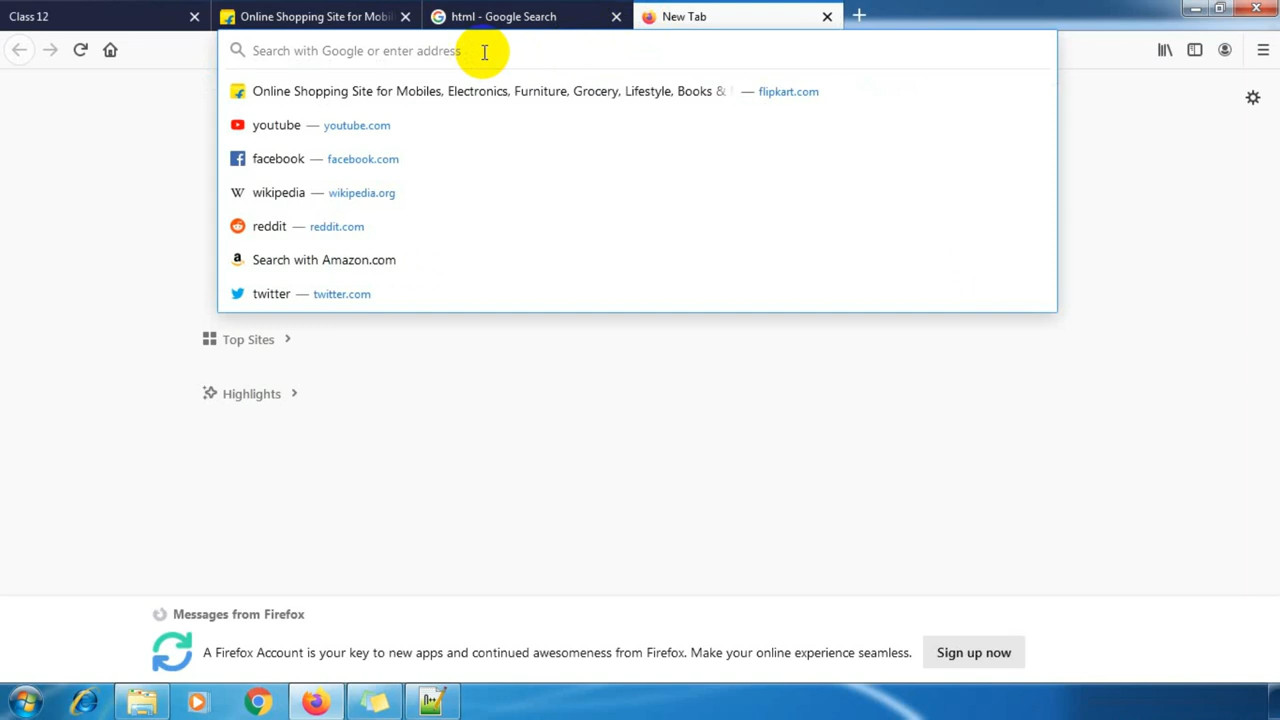 Class 12
Online Shopping Site for Mobil
html - Google Search
New Tab
Search with Google or enter address
Online Shopping Site for Mobiles, Electronics, Furniture, Grocery, Lifestyle, Books & — flipkart.com
youtube — youtube.com
facebook — facebook.com
wikipedia — wikipedia.org
reddit — reddit.com
Search with Amazon.com
twitter — twitter.com
Top Sites
Highlights
Messages from Firefox
A Firefox Account is your key to new apps and continued awesomeness from Firefox. Make your online experience seamless.
Sign up now